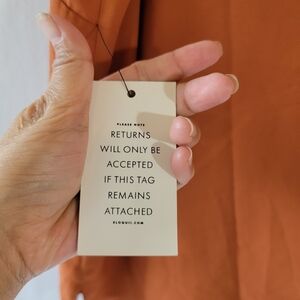 PLEASE NOTE
RETURNS
WILL ONLY BE
ACCEPTED
IF THIS TAG
REMAINS
ATTACHED
ELOQUII.COM